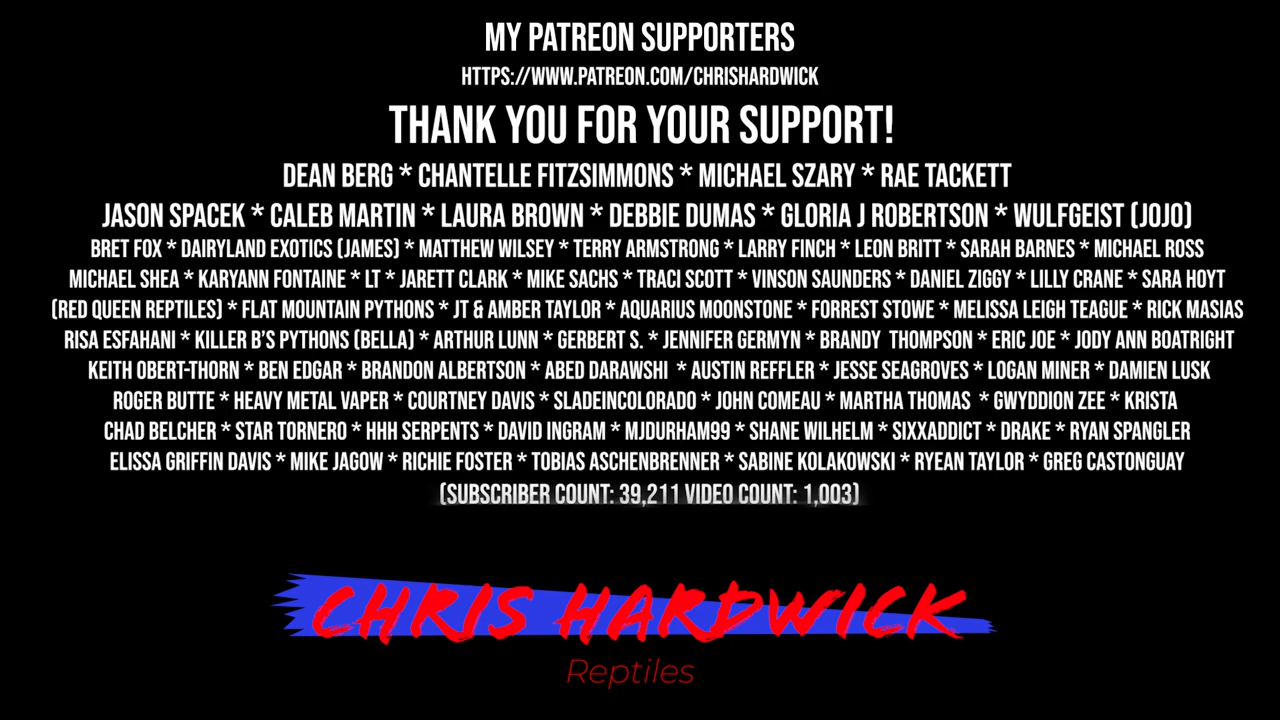 MY PATREON SUPPORTERS
HTTPS://WWW.PATREON.COM/CHRISHARDWICK
THANK YOU FOR YOUR SUPPORT!
DEAN BERG * CHANTELLE FITZSIMMONS * MICHAEL SZARY * RAE TACKETT
JASON SPACEK * CALEB MARTIN * LAURA BROWN * DEBBIE DUMAS * GLORIA J ROBERTSON * WULFGEIST (JOJO)
BRET FOX * DAIRYLAND EXOTICS (JAMES) * MATTHEW WILSEY * TERRY ARMSTRONG * LARRY FINCH * LEON BRITT * SARAH BARNES * MICHAEL ROSS
MICHAEL SHEA * KARYANN FONTAINE * LT * JARETT CLARK * MIKE SACHS * TRACI SCOTT * VINSON SAUNDERS * DANIEL ZIGGY * LILLY CRANE * SARA HOYT
(RED QUEEN REPTILES) * FLAT MOUNTAIN PYTHONS * JT & AMBER TAYLOR * AQUARIUS MOONSTONE * FORREST STOWE * MELISSA LEIGH TEAGUE * RICK MASIAS
RISA ESFAHANI * KILLER B'S PYTHONS (BELLA) * ARTHUR LUNN * GERBERT S. * JENNIFER GERMYN * BRANDY THOMPSON * ERIC JOE * JODY ANN BOATRIGHT
KEITH OBERT-THORN * BEN EDGAR * BRANDON ALBERTSON * ABED DARAWSHI * AUSTIN REFFLER * JESSE SEAGROVES * LOGAN MINER * DAMIEN LUSK
ROGER BUTTE * HEAVY METAL VAPER * COURTNEY DAVIS * SLADEINCOLORADO * JOHN COMEAU * MARTHA THOMAS * GWYDDION ZEE * KRISTA
CHAD BELCHER * STAR TORNERO * HHH SERPENTS * DAVID INGRAM * MJDURHAM99 * SHANE WILHELM * SIXXADDICT * DRAKE * RYAN SPANGLER
ELISSA GRIFFIN DAVIS * MIKE JAGOW * RICHIE FOSTER * TOBIAS ASCHENBRENNER * SABINE KOLAKOWSKI * RYEAN TAYLOR * GREG CASTONGUAY
(SUBSCRIBER COUNT: 39,211 VIDEO COUNT: 1,003)
CHRIS HARDWICK
Reptiles